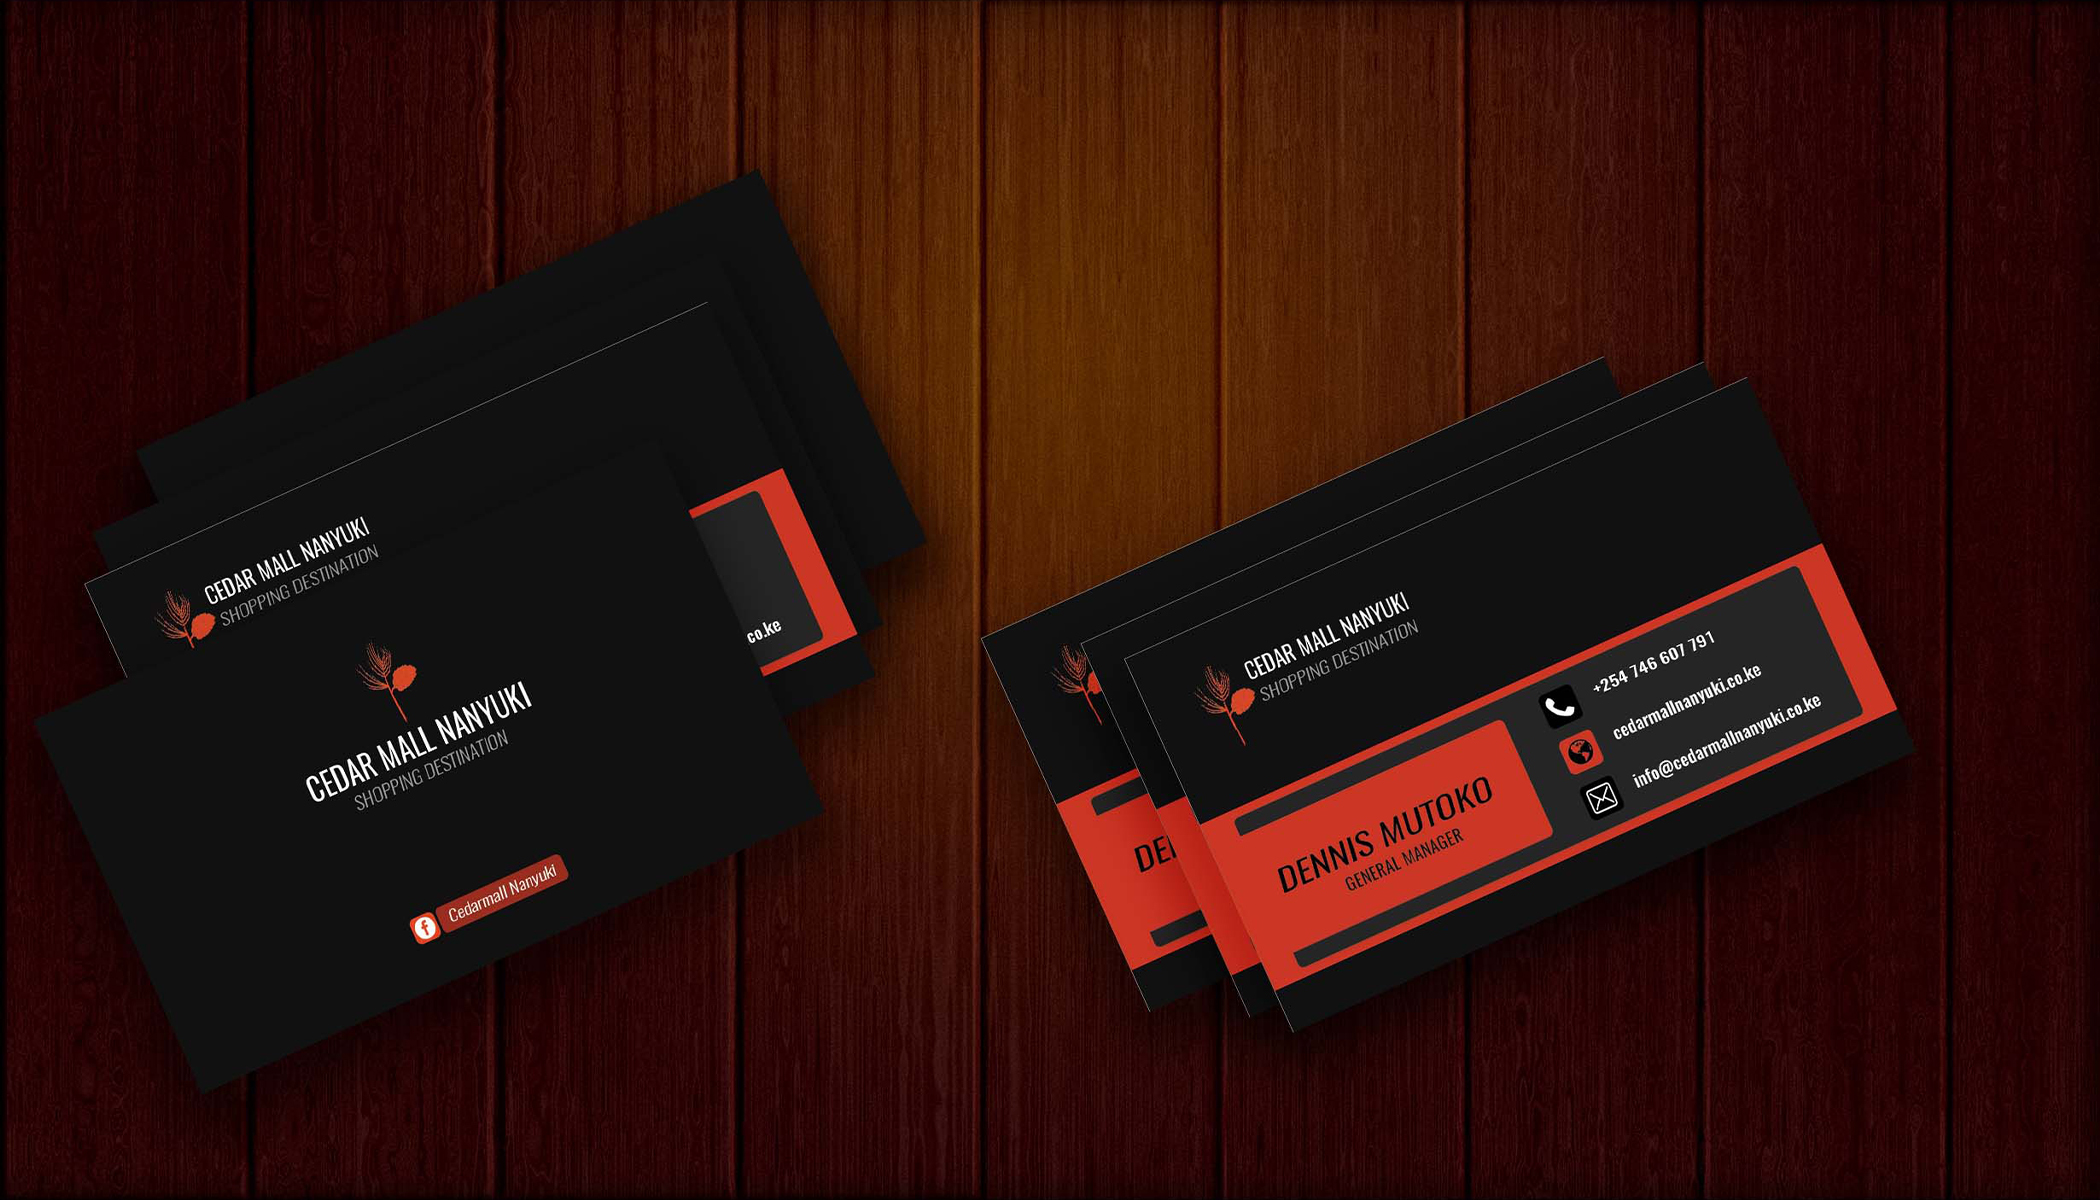 CEDAR MALL NANYUKI
SHOPPING DESTINATION
co.ke
CEDAR MALL NANYUKI
SHOPPING DESTINATION
Cedarmall Nanyuki
CEDAR MALL NANYUKI
SHOPPING DESTINATION
+254 746 607 791
cedarmallnanyuki.co.ke
info@cedarmallnanyuki.co.ke
DENNIS MUTOKO
GENERAL MANAGER
DEI